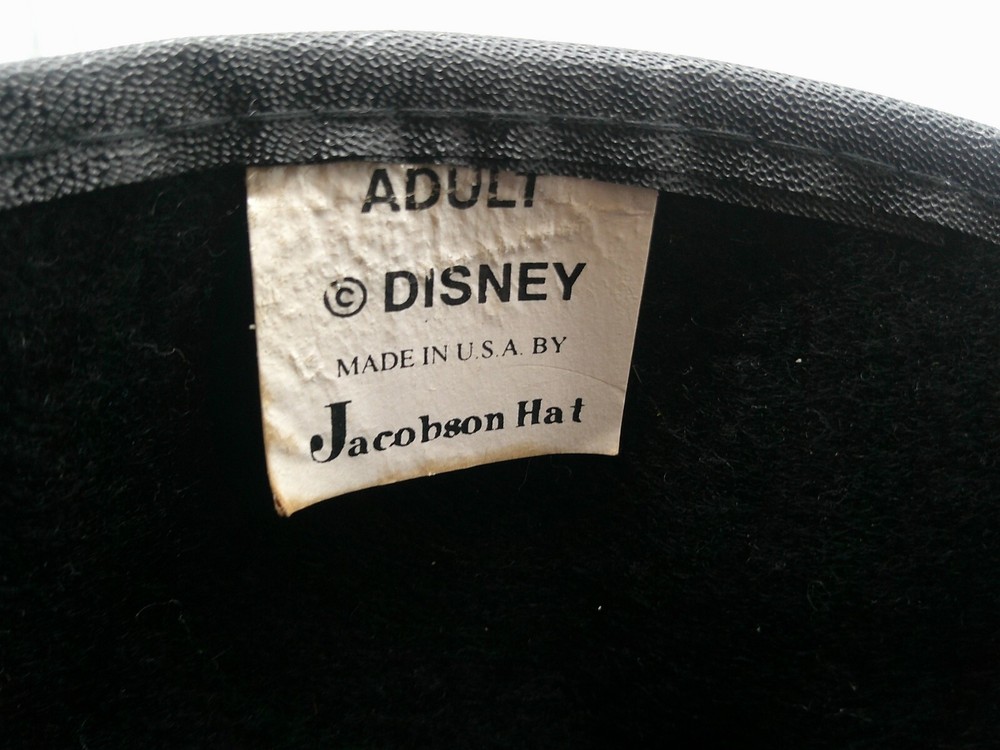 ADULT
© DISNEY
MADE IN U.S.A. BY
Jacobson Hat